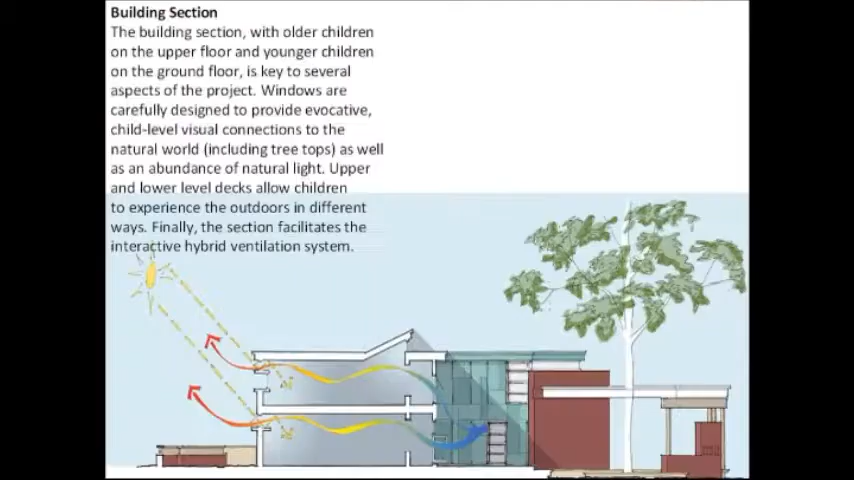 Building Section
The building section, with older children
on the upper floor and younger children
on the ground floor, is key to several
aspects of the project. Windows are
carefully designed to provide evocative,
child-level visual connections to the
natural world (including tree tops) as well
as an abundance of natural light. Upper
and lower level decks allow children
to experience the outdoors in different
ways. Finally, the section facilitates the
interactive hybrid ventilation system.